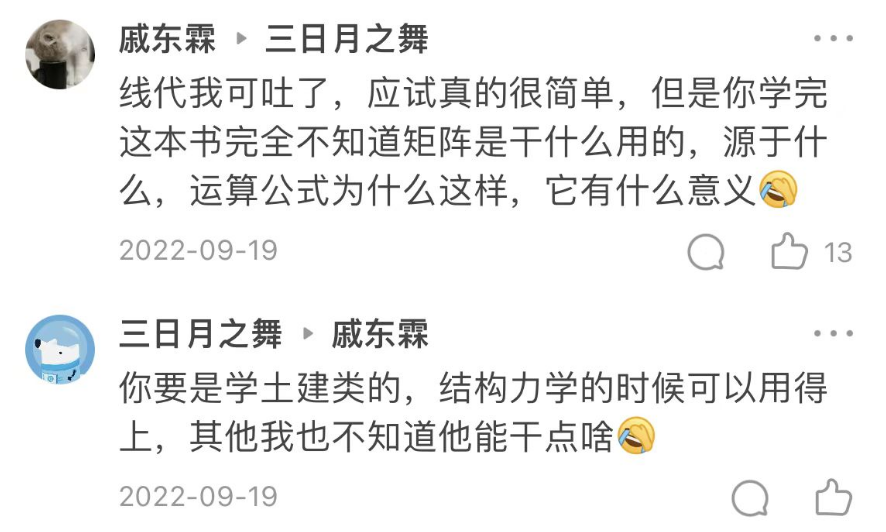 戚东霖 ▸ 三日月之舞
线代我可吐了，应试真的很简单，但是你学完
这本书完全不知道矩阵是干什么用的，源于什
么，运算公式为什么这样，它有什么意义🤣
2022-09-19
13
三日月之舞 ▸ 戚东霖
你要是学土建类的，结构力学的时候可以用得
上，其他我也不知道他能干点啥🤣
2022-09-19